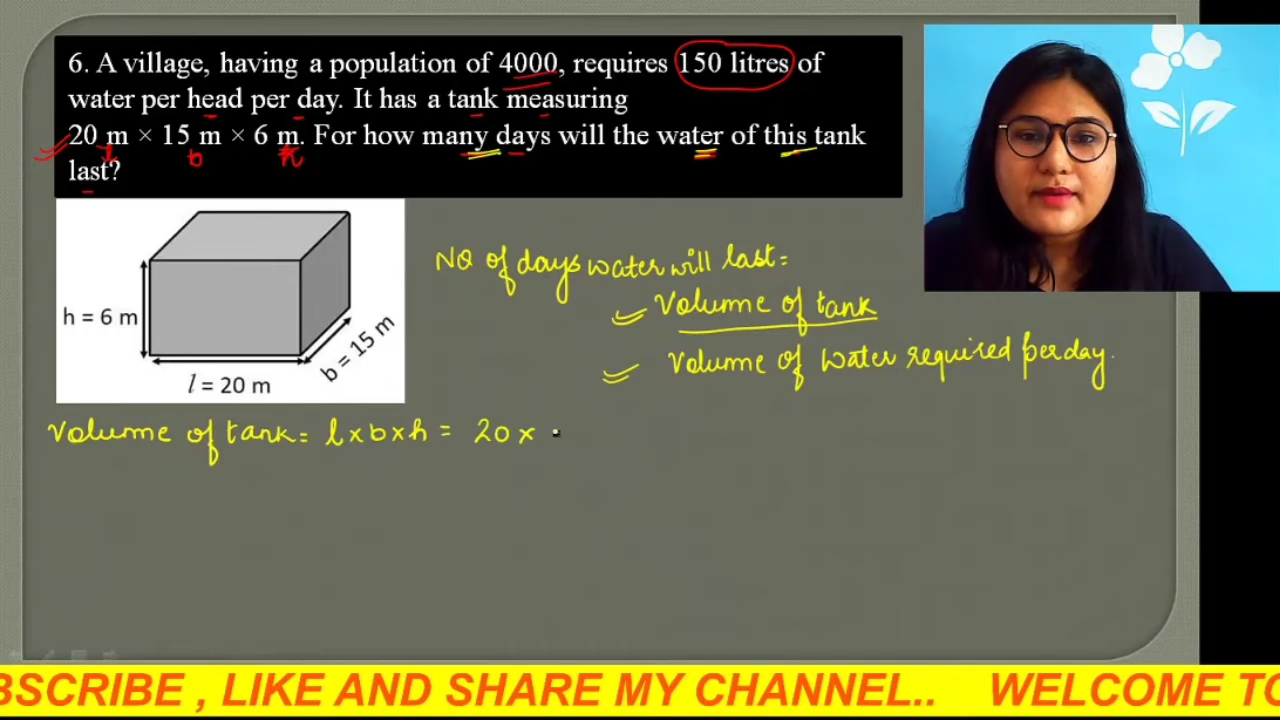 6. A village, having a population of 4000, requires 150 litres of
water per head per day. It has a tank measuring
20 m × 15 m × 6 m. For how many days will the water of this tank
last?
l b h
h = 6 m
b = 15 m
l = 20 m
No of days water will last =
Volume of tank
Volume of water required per day.
Volume of tank = l x b x h = 20 x
BSCRIBE , LIKE AND SHARE MY CHANNEL.. WELCOME TO